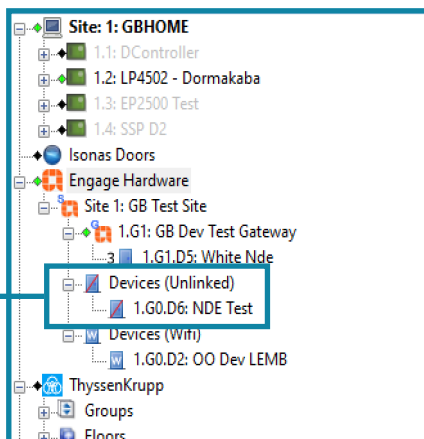 Site: 1: GBHOME
1.1: DController
1.2: LP4502 - Dormakaba
1.3: EP2500 Test
1.4: SSP D2
Isonas Doors
Engage Hardware
S Site 1: GB Test Site
G 1.G1: GB Dev Test Gateway
3 1.G1.D5: White Nde
Devices (Unlinked)
1.G0.D6: NDE Test
W Devices (Wifi)
W 1.G0.D2: OO Dev LEMB
ThyssenKrupp
Groups
Floors